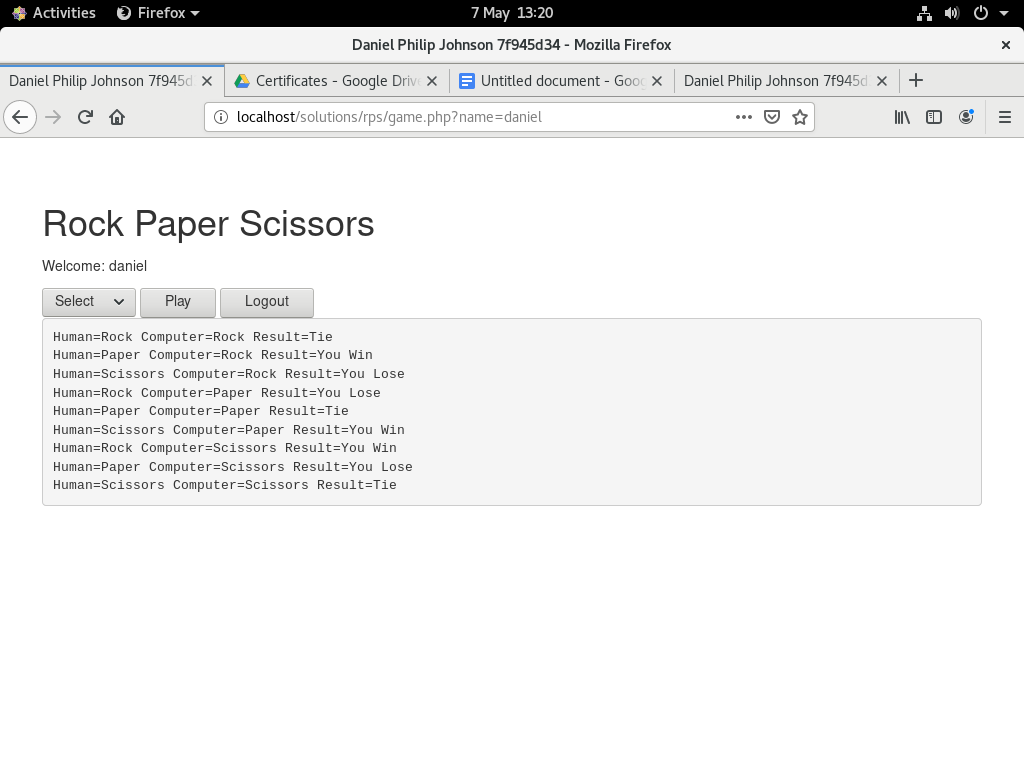 Activities Firefox 7 May 13:20
Daniel Philip Johnson 7f945d34 - Mozilla Firefox
Daniel Philip Johnson 7f945d Certificates - Google Drive Untitled document - Goog Daniel Philip Johnson 7f945d
localhost/solutions/rps/game.php?name=daniel
Rock Paper Scissors
Welcome: daniel
Select Play Logout
Human=Rock Computer=Rock Result=Tie
Human=Paper Computer=Rock Result=You Win
Human=Scissors Computer=Rock Result=You Lose
Human=Rock Computer=Paper Result=You Lose
Human=Paper Computer=Paper Result=Tie
Human=Scissors Computer=Paper Result=You Win
Human=Rock Computer=Scissors Result=You Win
Human=Paper Computer=Scissors Result=You Lose
Human=Scissors Computer=Scissors Result=Tie